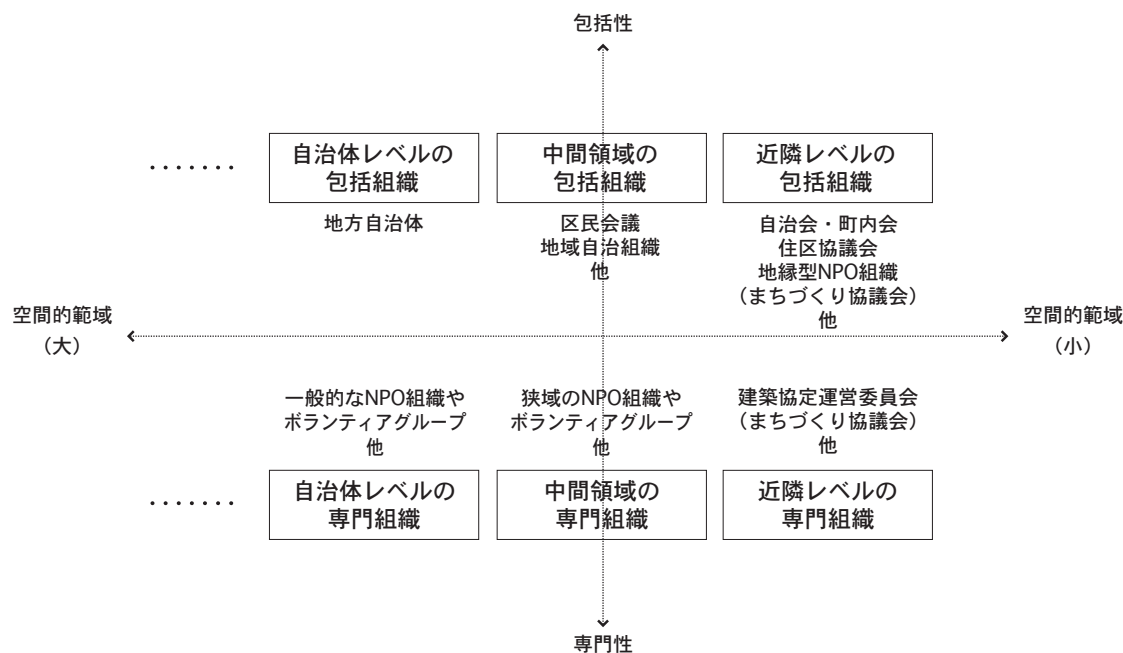 包括性
・・・・・・・
自治体レベルの
包括組織
中間領域の
包括組織
近隣レベルの
包括組織
地方自治体
区民会議
地域自治組織
他
自治会・町内会
住区協議会
地縁型NPO組織
（まちづくり協議会）
他
空間的範域
（大）
空間的範域
（小）
一般的なNPO組織や
ボランティアグループ
他
狭域のNPO組織や
ボランティアグループ
他
建築協定運営委員会
（まちづくり協議会）
他
・・・・・・・
自治体レベルの
専門組織
中間領域の
専門組織
近隣レベルの
専門組織
専門性